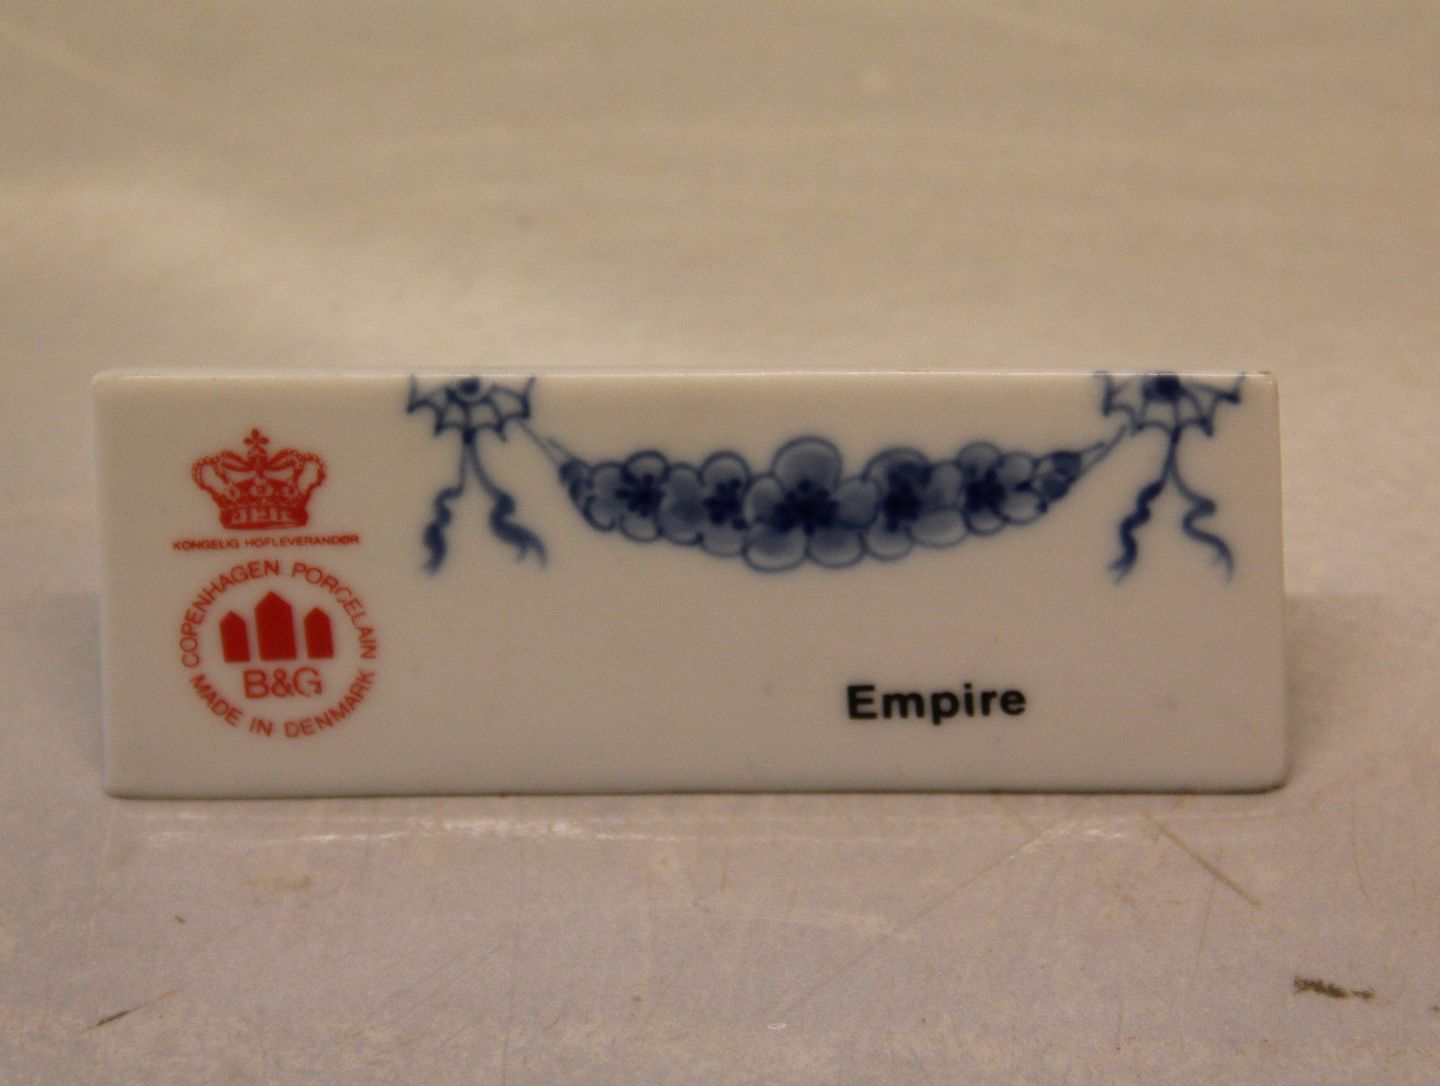 KONGELIG HOFLEVERANDØR
COPENHAGEN PORCELAIN
B&G
MADE IN DENMARK
Empire